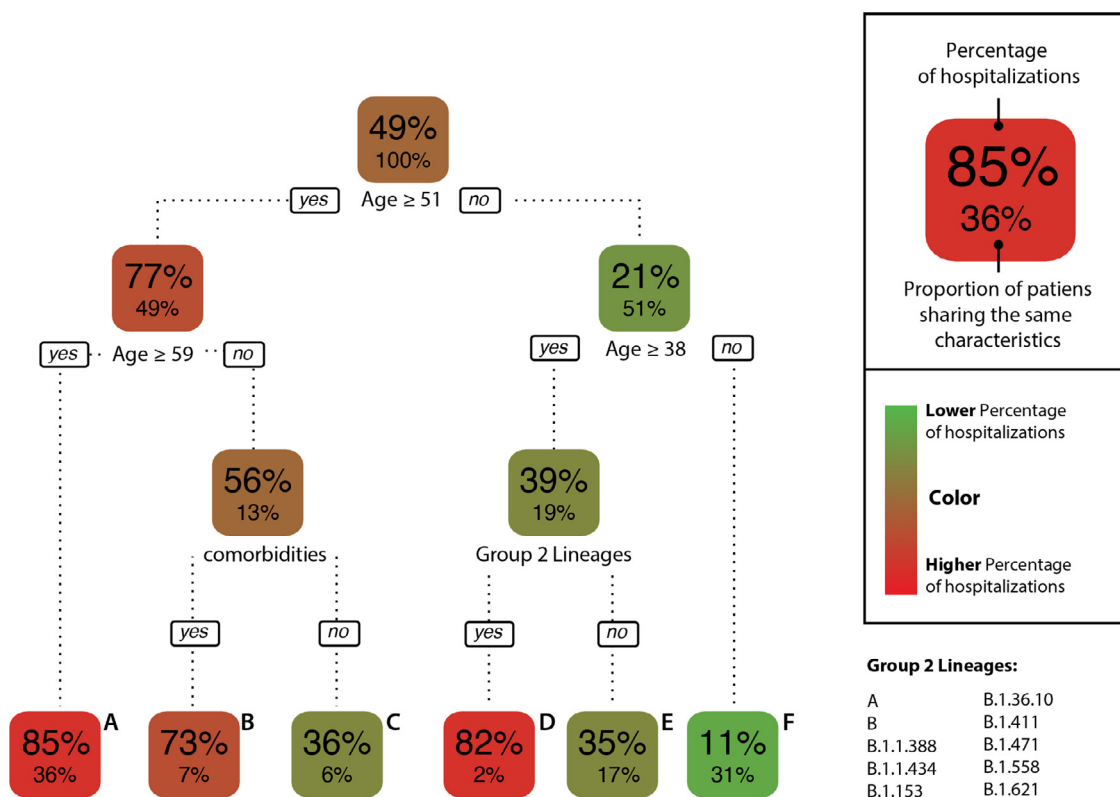 49%
100%
yes
Age ≥ 51
no
77%
49%
21%
51%
yes
Age ≥ 59
no
yes
Age ≥ 38
no
56%
13%
39%
19%
comorbidities
Group 2 Lineages
yes
no
yes
no
85%
36%
A
73%
7%
B
36%
6%
C
82%
2%
D
35%
17%
E
11%
31%
F
Percentage
of hospitalizations
85%
36%
Proportion of patiens
sharing the same
characteristics
Lower Percentage
of hospitalizations
Color
Higher Percentage
of hospitalizations
Group 2 Lineages:
A
B
B.1.1.388
B.1.1.434
B.1.153
B.1.36.10
B.1.411
B.1.471
B.1.558
B.1.621